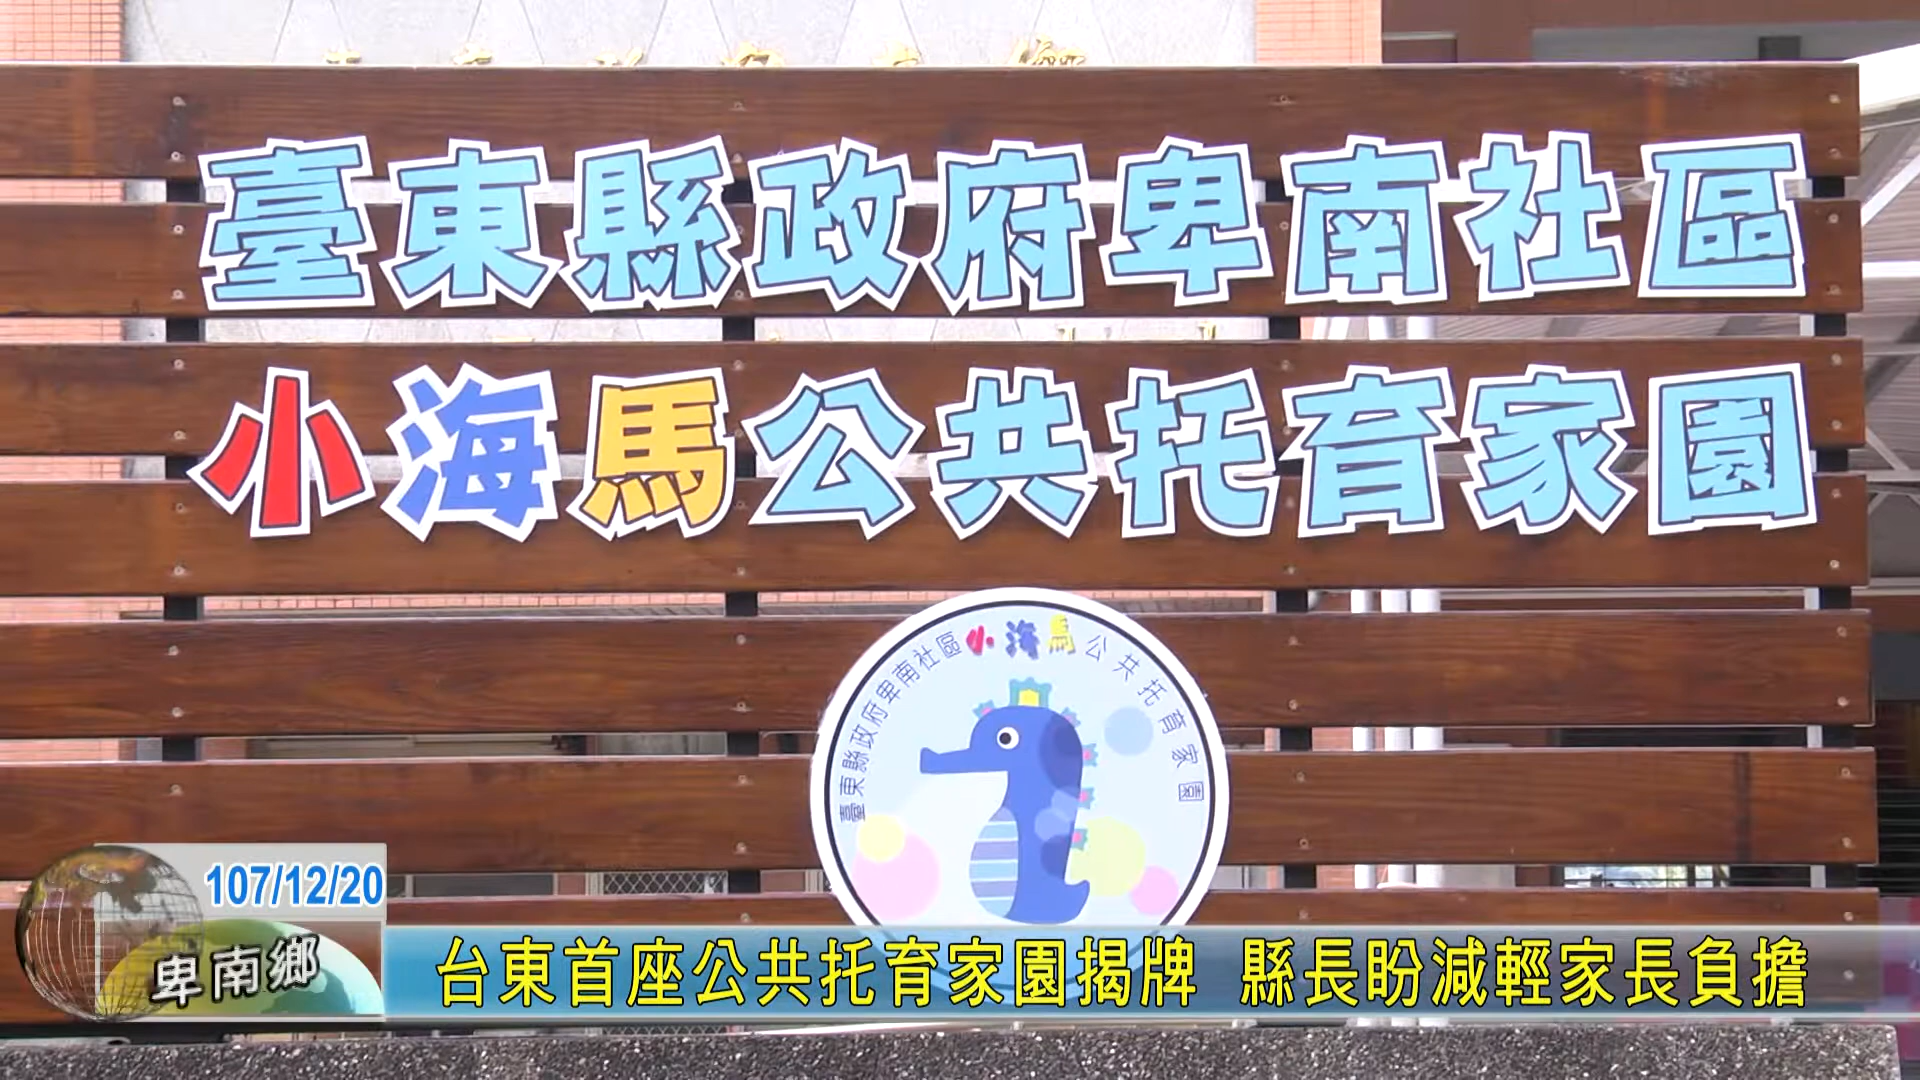 臺東縣政府卑南社區
小海馬公共托育家園
臺東縣政府卑南社區小海馬公共托育家園
107/12/20
卑南鄉
台東首座公共托育家園揭牌 縣長盼減輕家長負擔